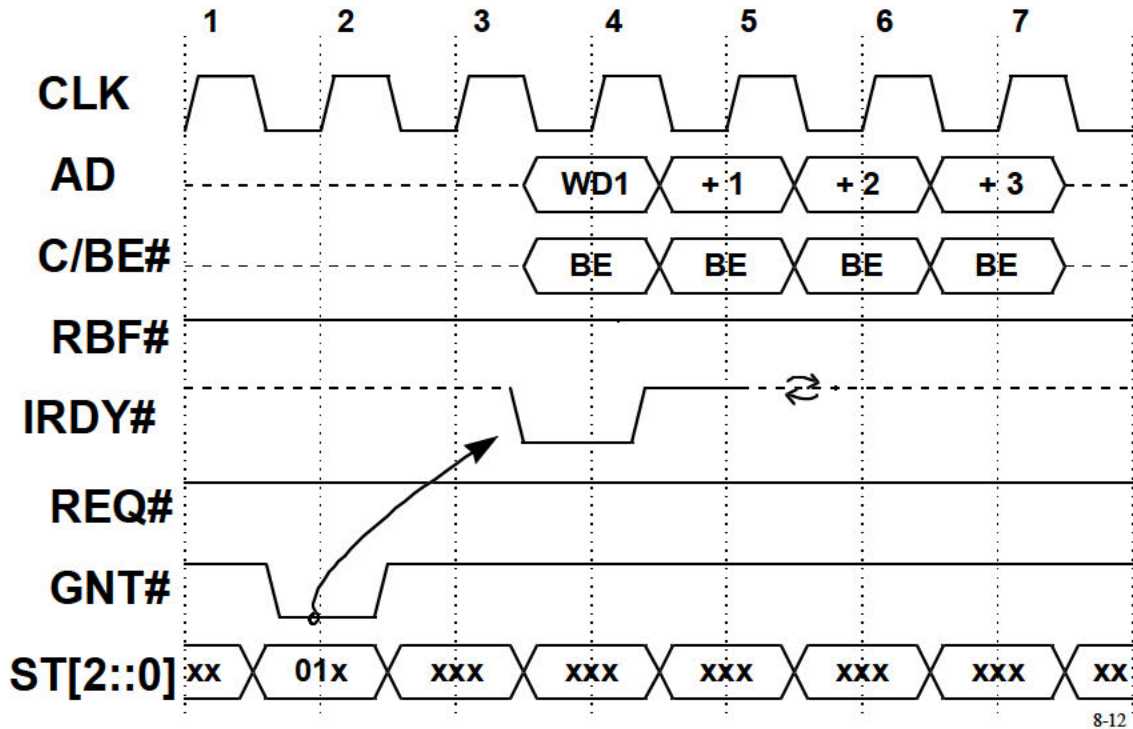 1 2 3 4 5 6 7
CLK
AD WD1 + 1 + 2 + 3
C/BE# BE BE BE BE
RBF#
IRDY#
REQ#
GNT#
ST[2::0] xx 01x xxx xxx xxx xxx xxx xx
8-12